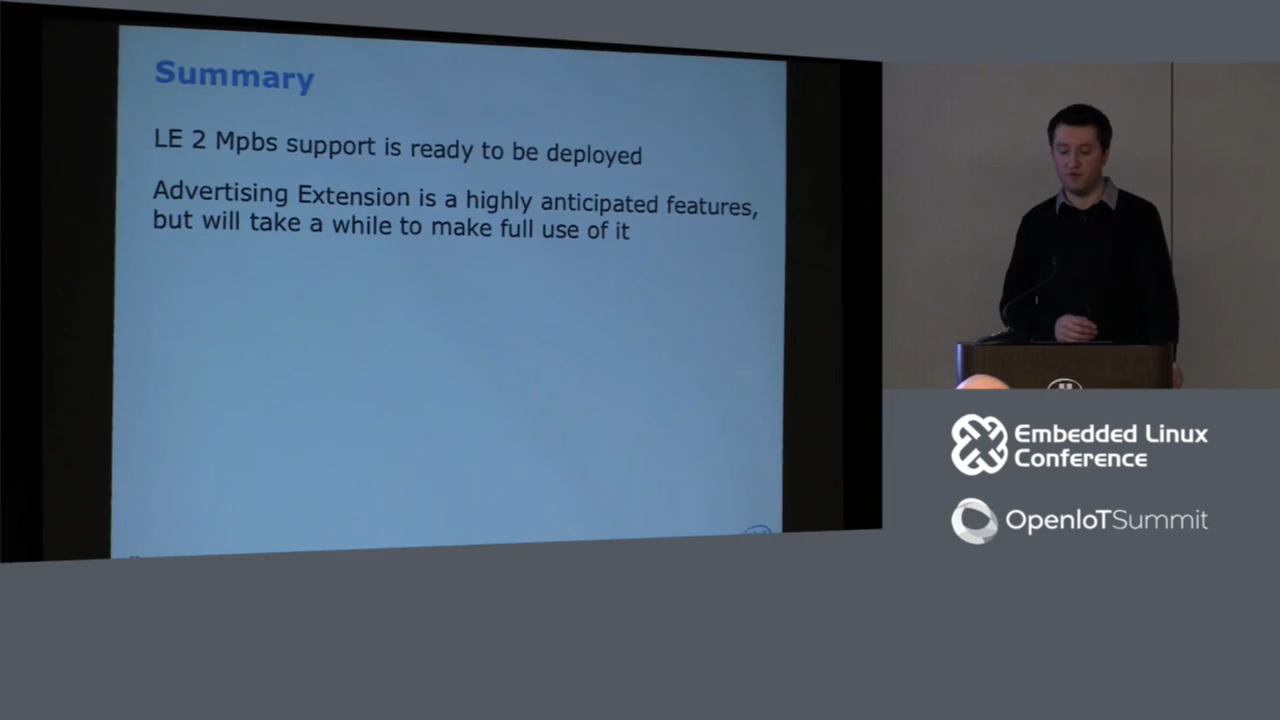 Summary
LE 2 Mpbs support is ready to be deployed
Advertising Extension is a highly anticipated features,
but will take a while to make full use of it
Embedded Linux
Conference
OpenIoTSummit